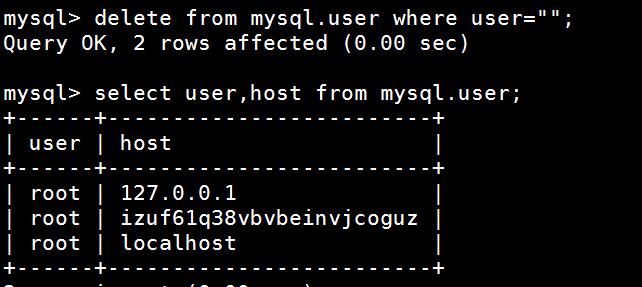 mysql> delete from mysql.user where user="";
Query OK, 2 rows affected (0.00 sec)
mysql> select user,host from mysql.user;
+------+-------------------------+
| user | host                    |
+------+-------------------------+
| root | 127.0.0.1               |
| root | izuf61q38vbvbeinvjcoguz |
| root | localhost               |
+------+-------------------------+